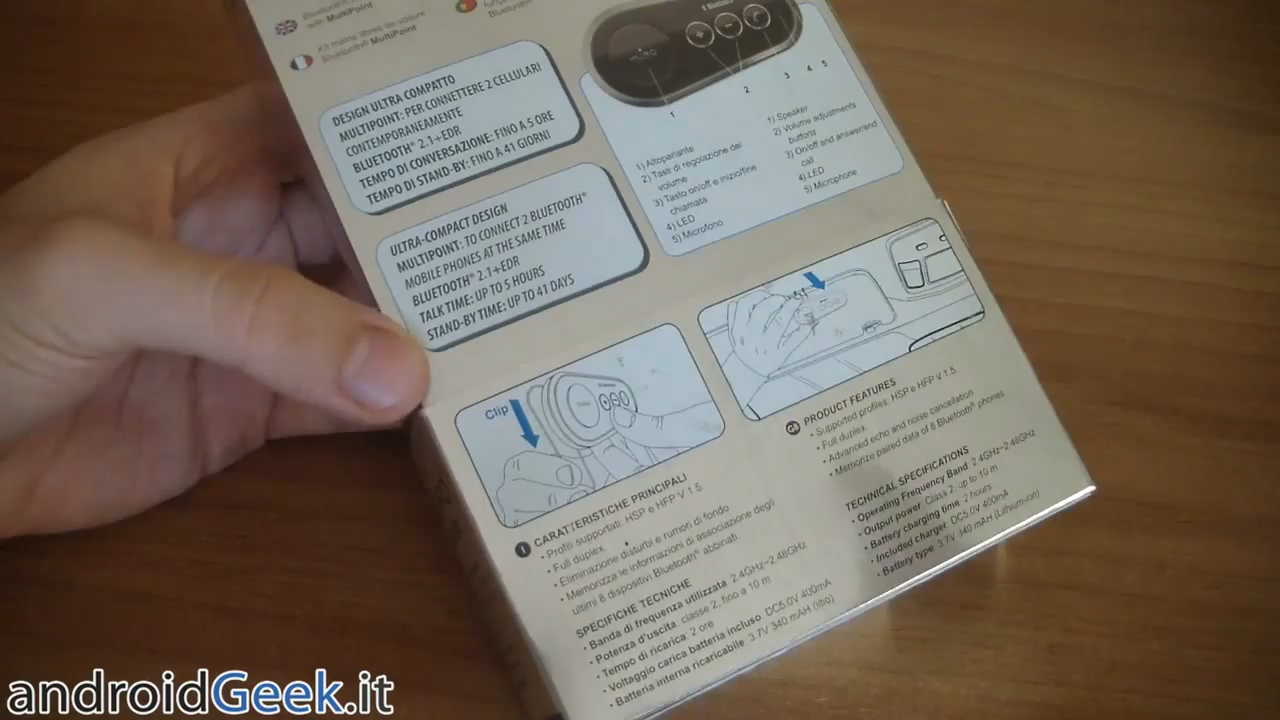 Bluetooth®
with MultiPoint
Kit mains libres de voiture
Bluetooth® MultiPoint
Bluetooth®
DESIGN ULTRA COMPATTO
MULTIPOINT: PER CONNETTERE 2 CELLULARI
CONTEMPORANEAMENTE
BLUETOOTH® 2.1+EDR
TEMPO DI CONVERSAZIONE: FINO A 5 ORE
TEMPO DI STAND-BY: FINO A 41 GIORNI
ULTRA-COMPACT DESIGN
MULTIPOINT: TO CONNECT 2 BLUETOOTH®
MOBILE PHONES AT THE SAME TIME
BLUETOOTH® 2.1+EDR
TALK TIME: UP TO 5 HOURS
STAND-BY TIME: UP TO 41 DAYS
1
2
3 4 5
1) Altoparlante
2) Tasti di regolazione del
volume
3) Tasto on/off e inizio/fine
chiamata
4) LED
5) Microfono
1) Speaker
2) Volume adjustments
buttons
3) On/off and answer/end
call
4) LED
5) Microphone
Clip
I CARATTERISTICHE PRINCIPALI
• Profili supportati: HSP e HFP V 1.5.
• Full duplex.
• Eliminazione disturbi e rumori di fondo
• Memorizza le informazioni di associazione degli
ultimi 8 dispositivi Bluetooth® abbinati.
SPECIFICHE TECNICHE
• Banda di frequenza utilizzata 2.4GHz~2.48GHz
• Potenza d'uscita: classe 2, fino a 10 m
• Tempo di ricarica: 2 ore
• Voltaggio carica batteria incluso DC5.0V 400mA
• Batteria interna ricaricabile: 3.7V 340 mAH (litio)
GB PRODUCT FEATURES
• Supported profiles: HSP e HFP V 1.5.
• Full duplex.
• Advanced echo and noise cancellation
• Memorize paired data of 8 Bluetooth® phones
TECHNICAL SPECIFICATIONS
• Operating Frequency Band: 2.4GHz~2.48GHz
• Output power: Class 2, up to 10 m
• Battery charging time: 2 hours
• Included charger: DC5.0V 400mA
• Battery type: 3.7V 340 mAH (Lithium-ion)
androidGeek.it